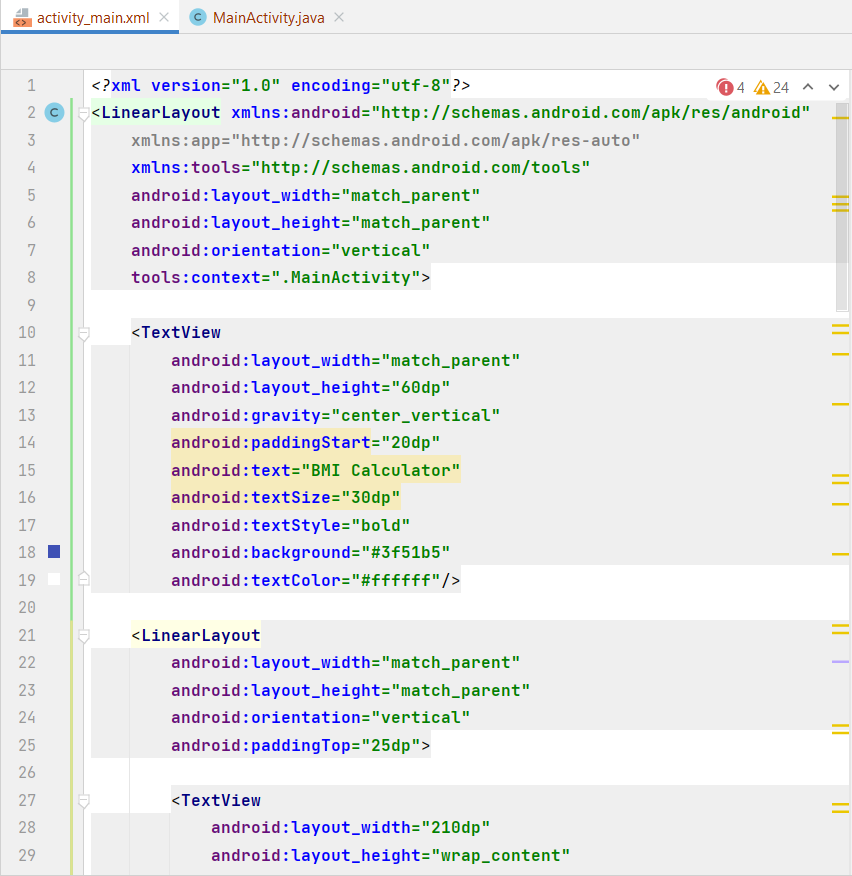 activity_main.xml
MainActivity.java
4 24
1 <?xml version="1.0" encoding="utf-8"?>
2 <LinearLayout xmlns:android="http://schemas.android.com/apk/res/android"
3 xmlns:app="http://schemas.android.com/apk/res-auto"
4 xmlns:tools="http://schemas.android.com/tools"
5 android:layout_width="match_parent"
6 android:layout_height="match_parent"
7 android:orientation="vertical"
8 tools:context=".MainActivity">
9
10 <TextView
11 android:layout_width="match_parent"
12 android:layout_height="60dp"
13 android:gravity="center_vertical"
14 android:paddingStart="20dp"
15 android:text="BMI Calculator"
16 android:textSize="30dp"
17 android:textStyle="bold"
18 android:background="#3f51b5"
19 android:textColor="#ffffff"/>
20
21 <LinearLayout
22 android:layout_width="match_parent"
23 android:layout_height="match_parent"
24 android:orientation="vertical"
25 android:paddingTop="25dp">
26
27 <TextView
28 android:layout_width="210dp"
29 android:layout_height="wrap_content"